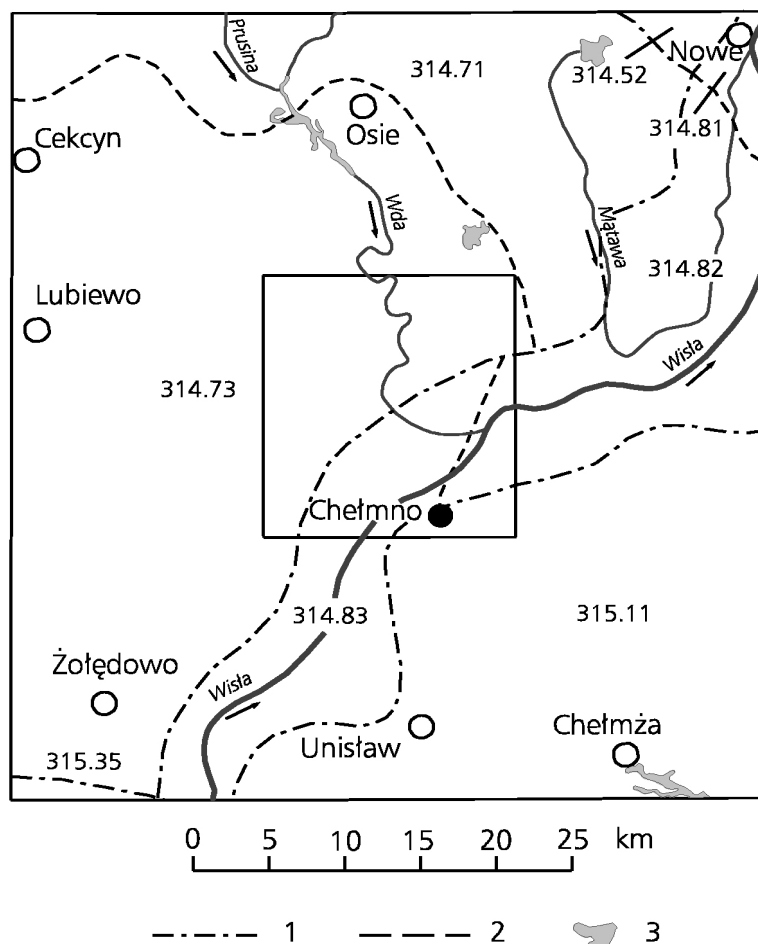 Prusina
314.71
314.52
Nowe
Osie
314.81
Cekcyn
Wda
Mątawa
314.82
Lubiewo
Wisła
314.73
Chełmno
314.83
315.11
Żołędowo
Wisła
Unisław
Chełmża
315.35
0 5 10 15 20 25 km
1 2 3